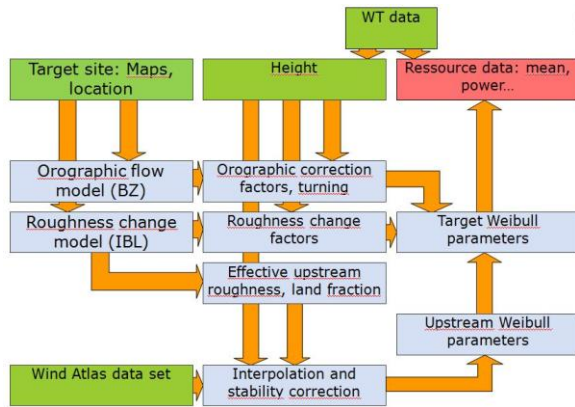 WT data
Target site: Maps,
location
Height
Ressource data: mean,
power...
Orographic flow
model (BZ)
Orographic correction
factors, turning
Roughness change
model (IBL)
Roughness change
factors
Target Weibull
parameters
Effective upstream
roughness, land fraction
Upstream Weibull
parameters
Wind Atlas data set
Interpolation and
stability correction